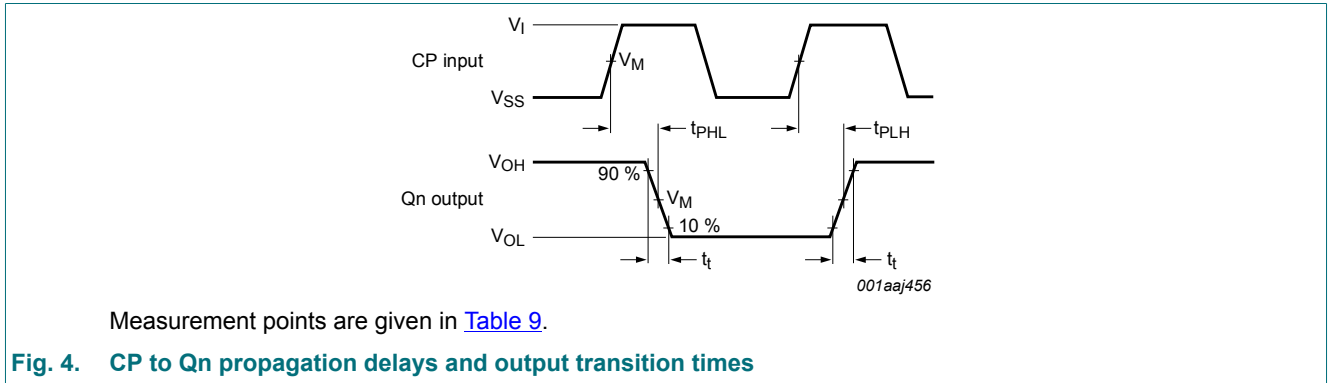 V_I
CP input
V_M
V_SS
t_PHL
t_PLH
V_OH
90 %
Qn output
V_M
10 %
V_OL
t_t
t_t
001aaj456
Measurement points are given in Table 9.
Fig. 4. CP to Qn propagation delays and output transition times